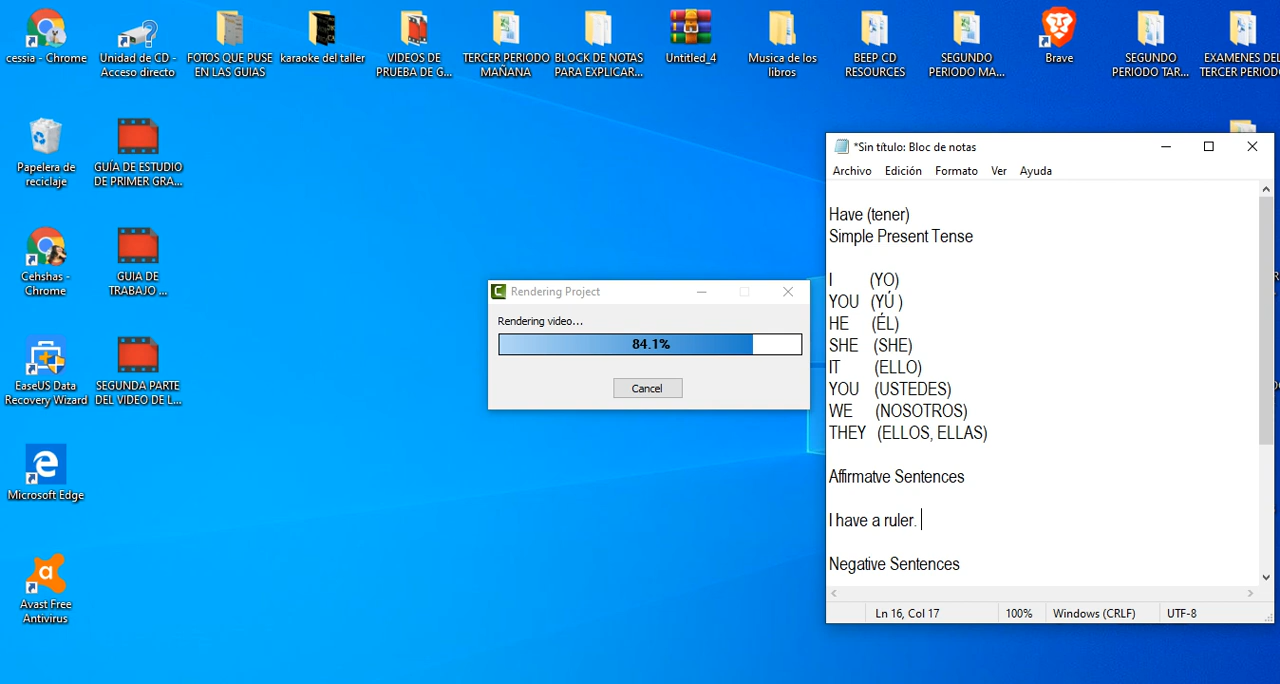 cessia - Chrome
Unidad de CD - Acceso directo
FOTOS QUE PUSE EN LAS GUIAS
karaoke del taller
VIDEOS DE PRUEBA DE G...
TERCER PERIODO MAÑANA
BLOCK DE NOTAS PARA EXPLICAR...
Untitled_4
Musica de los libros
BEEP CD RESOURCES
SEGUNDO PERIODO MA...
Brave
SEGUNDO PERIODO TAR...
EXAMENES DEL TERCER PERIODO
Papelera de reciclaje
GUÍA DE ESTUDIO DE PRIMER GRA...
Cehshas - Chrome
GUIA DE TRABAJO ...
EaseUS Data Recovery Wizard
SEGUNDA PARTE DEL VIDEO DE L...
Microsoft Edge
Avast Free Antivirus
Rendering Project
Rendering video...
84.1%
Cancel
*Sin título: Bloc de notas
Archivo Edición Formato Ver Ayuda
Have (tener)
Simple Present Tense
I (YO)
YOU (YÚ )
HE (ÉL)
SHE (SHE)
IT (ELLO)
YOU (USTEDES)
WE (NOSOTROS)
THEY (ELLOS, ELLAS)
Affirmatve Sentences
I have a ruler.
Negative Sentences
Ln 16, Col 17 100% Windows (CRLF) UTF-8